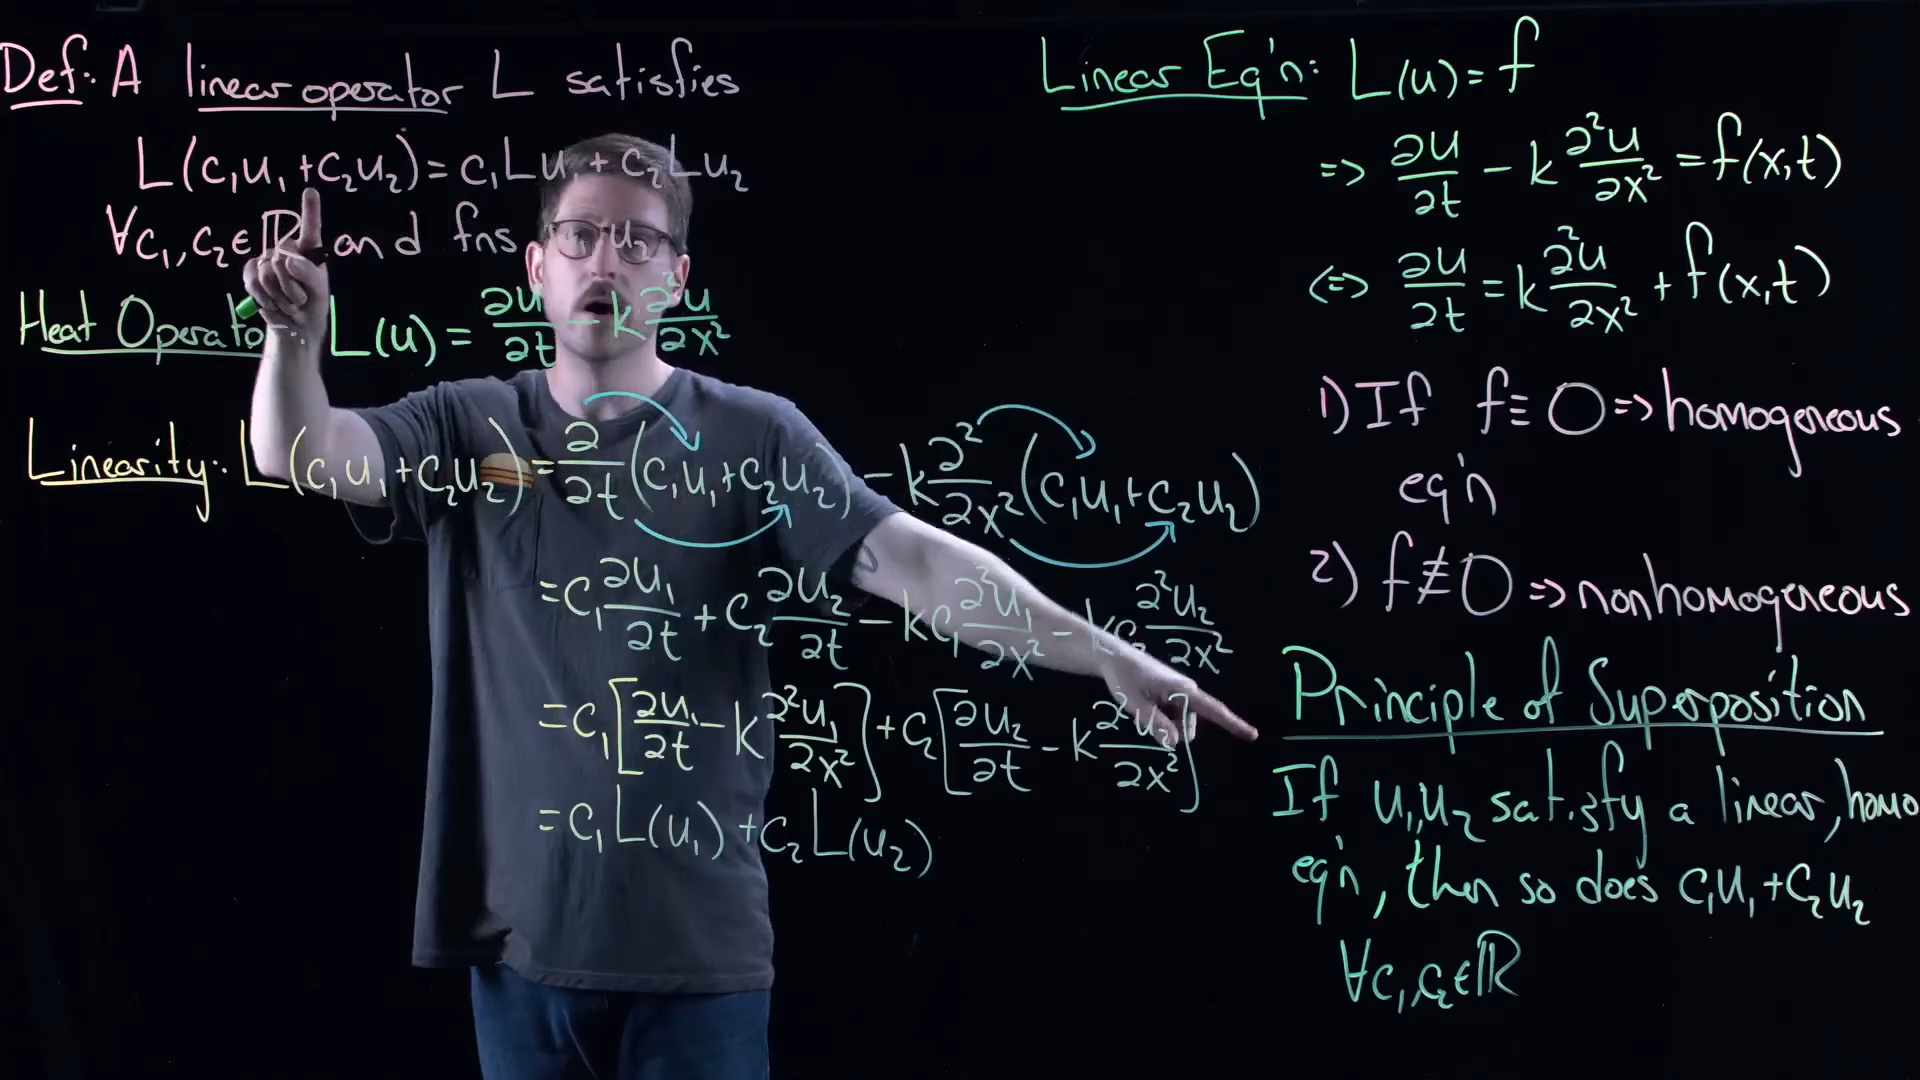 Def: A linear operator L satisfies
L(c₁u₁+c₂u₂)=c₁Lu₁+c₂Lu₂
∀c₁,c₂∈ℝ and fns u₁, u₂
Heat Operator: L(u) = ∂u/∂t − k ∂²u/∂x²
Linearity: L(c₁u₁+c₂u₂) = ∂/∂t(c₁u₁+c₂u₂) − k ∂²/∂x²(c₁u₁+c₂u₂)
=c₁ ∂u₁/∂t + c₂ ∂u₂/∂t − kc₁ ∂²u₁/∂x² − kc₂ ∂²u₂/∂x²
=c₁[∂u₁/∂t − k ∂²u₁/∂x²]+c₂[∂u₂/∂t − k ∂²u₂/∂x²]
=c₁L(u₁)+c₂L(u₂)
Linear Eq'n: L(u)=f
=> ∂u/∂t − k ∂²u/∂x² = f(x,t)
<=> ∂u/∂t = k ∂²u/∂x² + f(x,t)
1) If f≡0 => homogeneous
eq'n
2) f≢0 => nonhomogeneous
Principle of Superposition
If u₁,u₂ satisfy a linear, homo
eq'n, then so does c₁u₁+c₂u₂
∀c₁,c₂∈ℝ